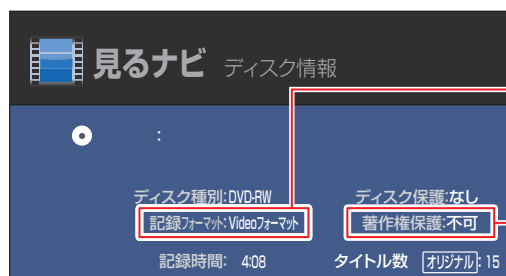 見るナビ ディスク情報
:
ディスク種別:DVD-RW ディスク保護:なし
記録フォーマット:Videoフォーマット 著作権保護:不可
記録時間: 4:08 タイトル数 オリジナル:15